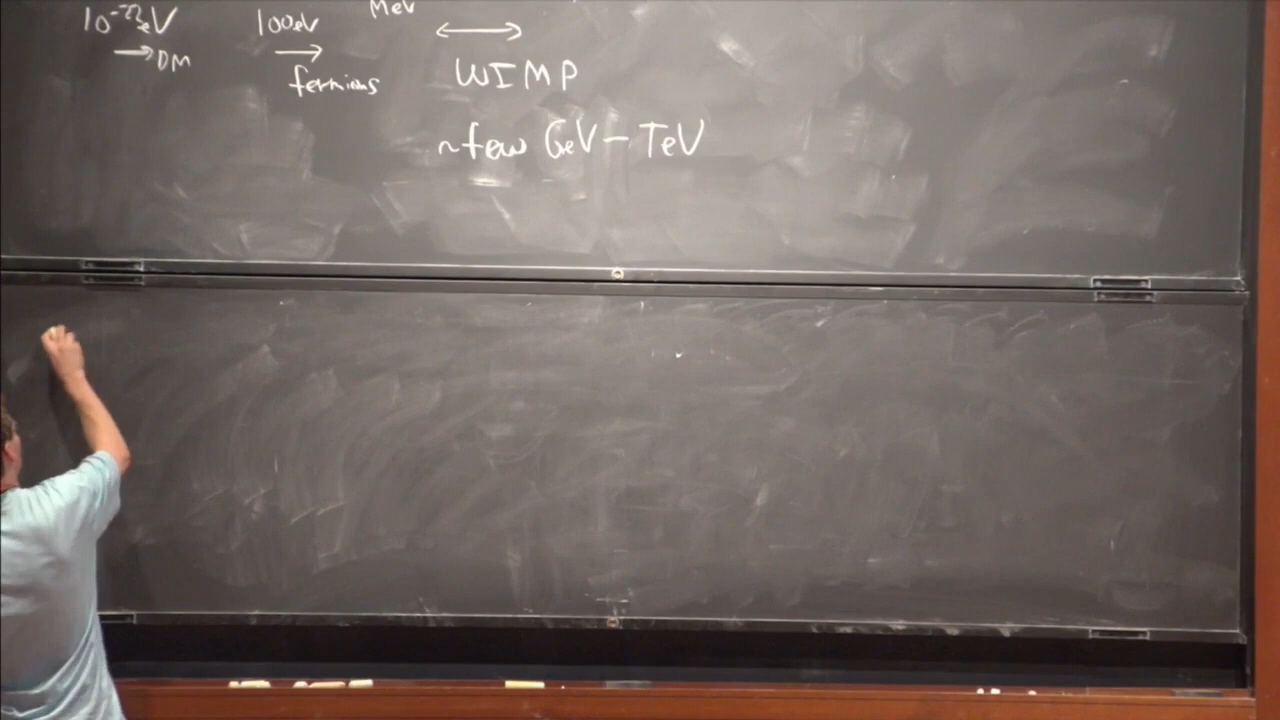 10⁻²²eV 100eV MeV
→DM → ↔
fermions WIMP
~few GeV - TeV